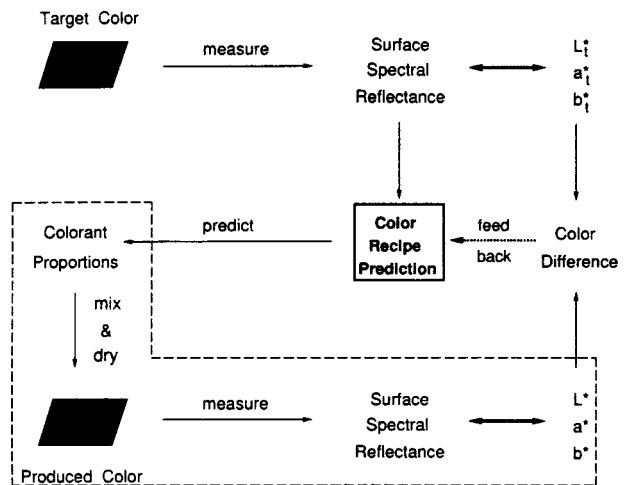 Target Color
measure
Surface
Spectral
Reflectance
L*t
a*t
b*t
predict
Color
Recipe
Prediction
feed
back
Color
Difference
Colorant
Proportions
mix
&
dry
measure
Surface
Spectral
Reflectance
L*
a*
b*
Produced Color